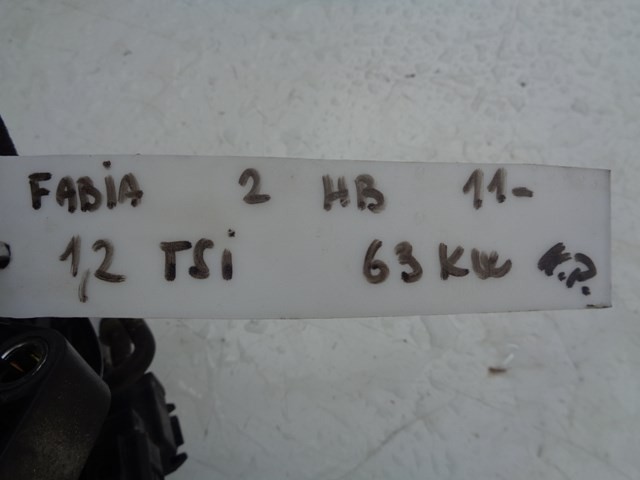 FABiA 2 HB 11-
1,2 TSi 63 KW